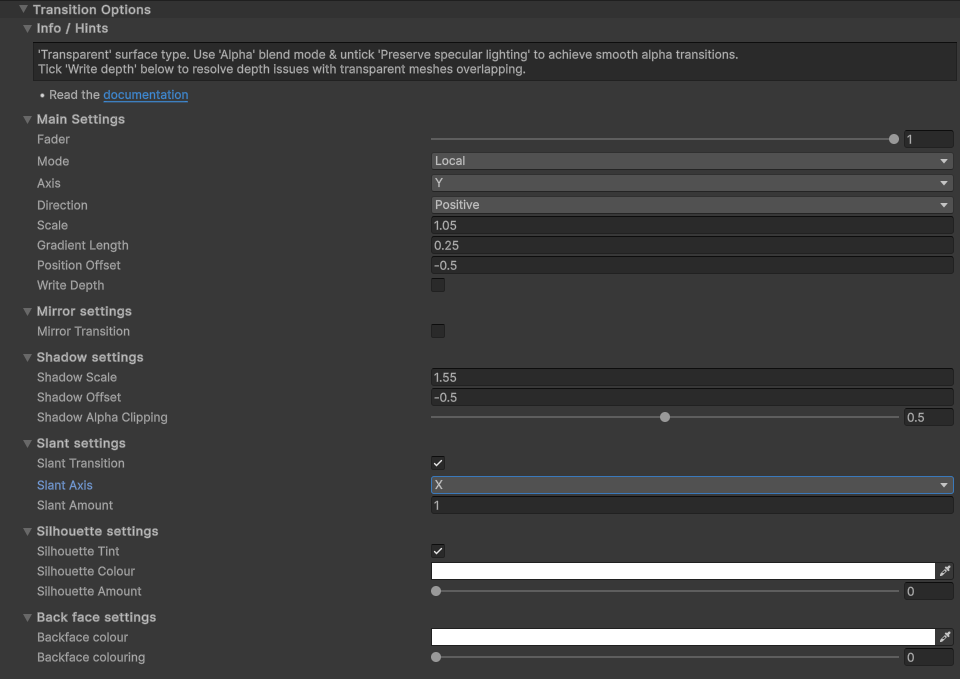 Transition Options
Info / Hints
'Transparent' surface type. Use 'Alpha' blend mode & untick 'Preserve specular lighting' to achieve smooth alpha transitions.
Tick 'Write depth' below to resolve depth issues with transparent meshes overlapping.
• Read the documentation
Main Settings
Fader 1
Mode Local
Axis Y
Direction Positive
Scale 1.05
Gradient Length 0.25
Position Offset -0.5
Write Depth
Mirror settings
Mirror Transition
Shadow settings
Shadow Scale 1.55
Shadow Offset -0.5
Shadow Alpha Clipping 0.5
Slant settings
Slant Transition
Slant Axis X
Slant Amount 1
Silhouette settings
Silhouette Tint
Silhouette Colour
Silhouette Amount 0
Back face settings
Backface colour
Backface colouring 0